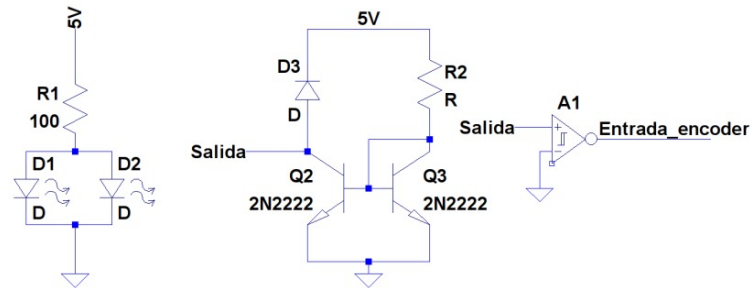 5V
R1
100
D1
D2
D
D
5V
D3
D
R2
R
Salida
Q2
2N2222
Q3
2N2222
A1
Salida
Entrada_encoder